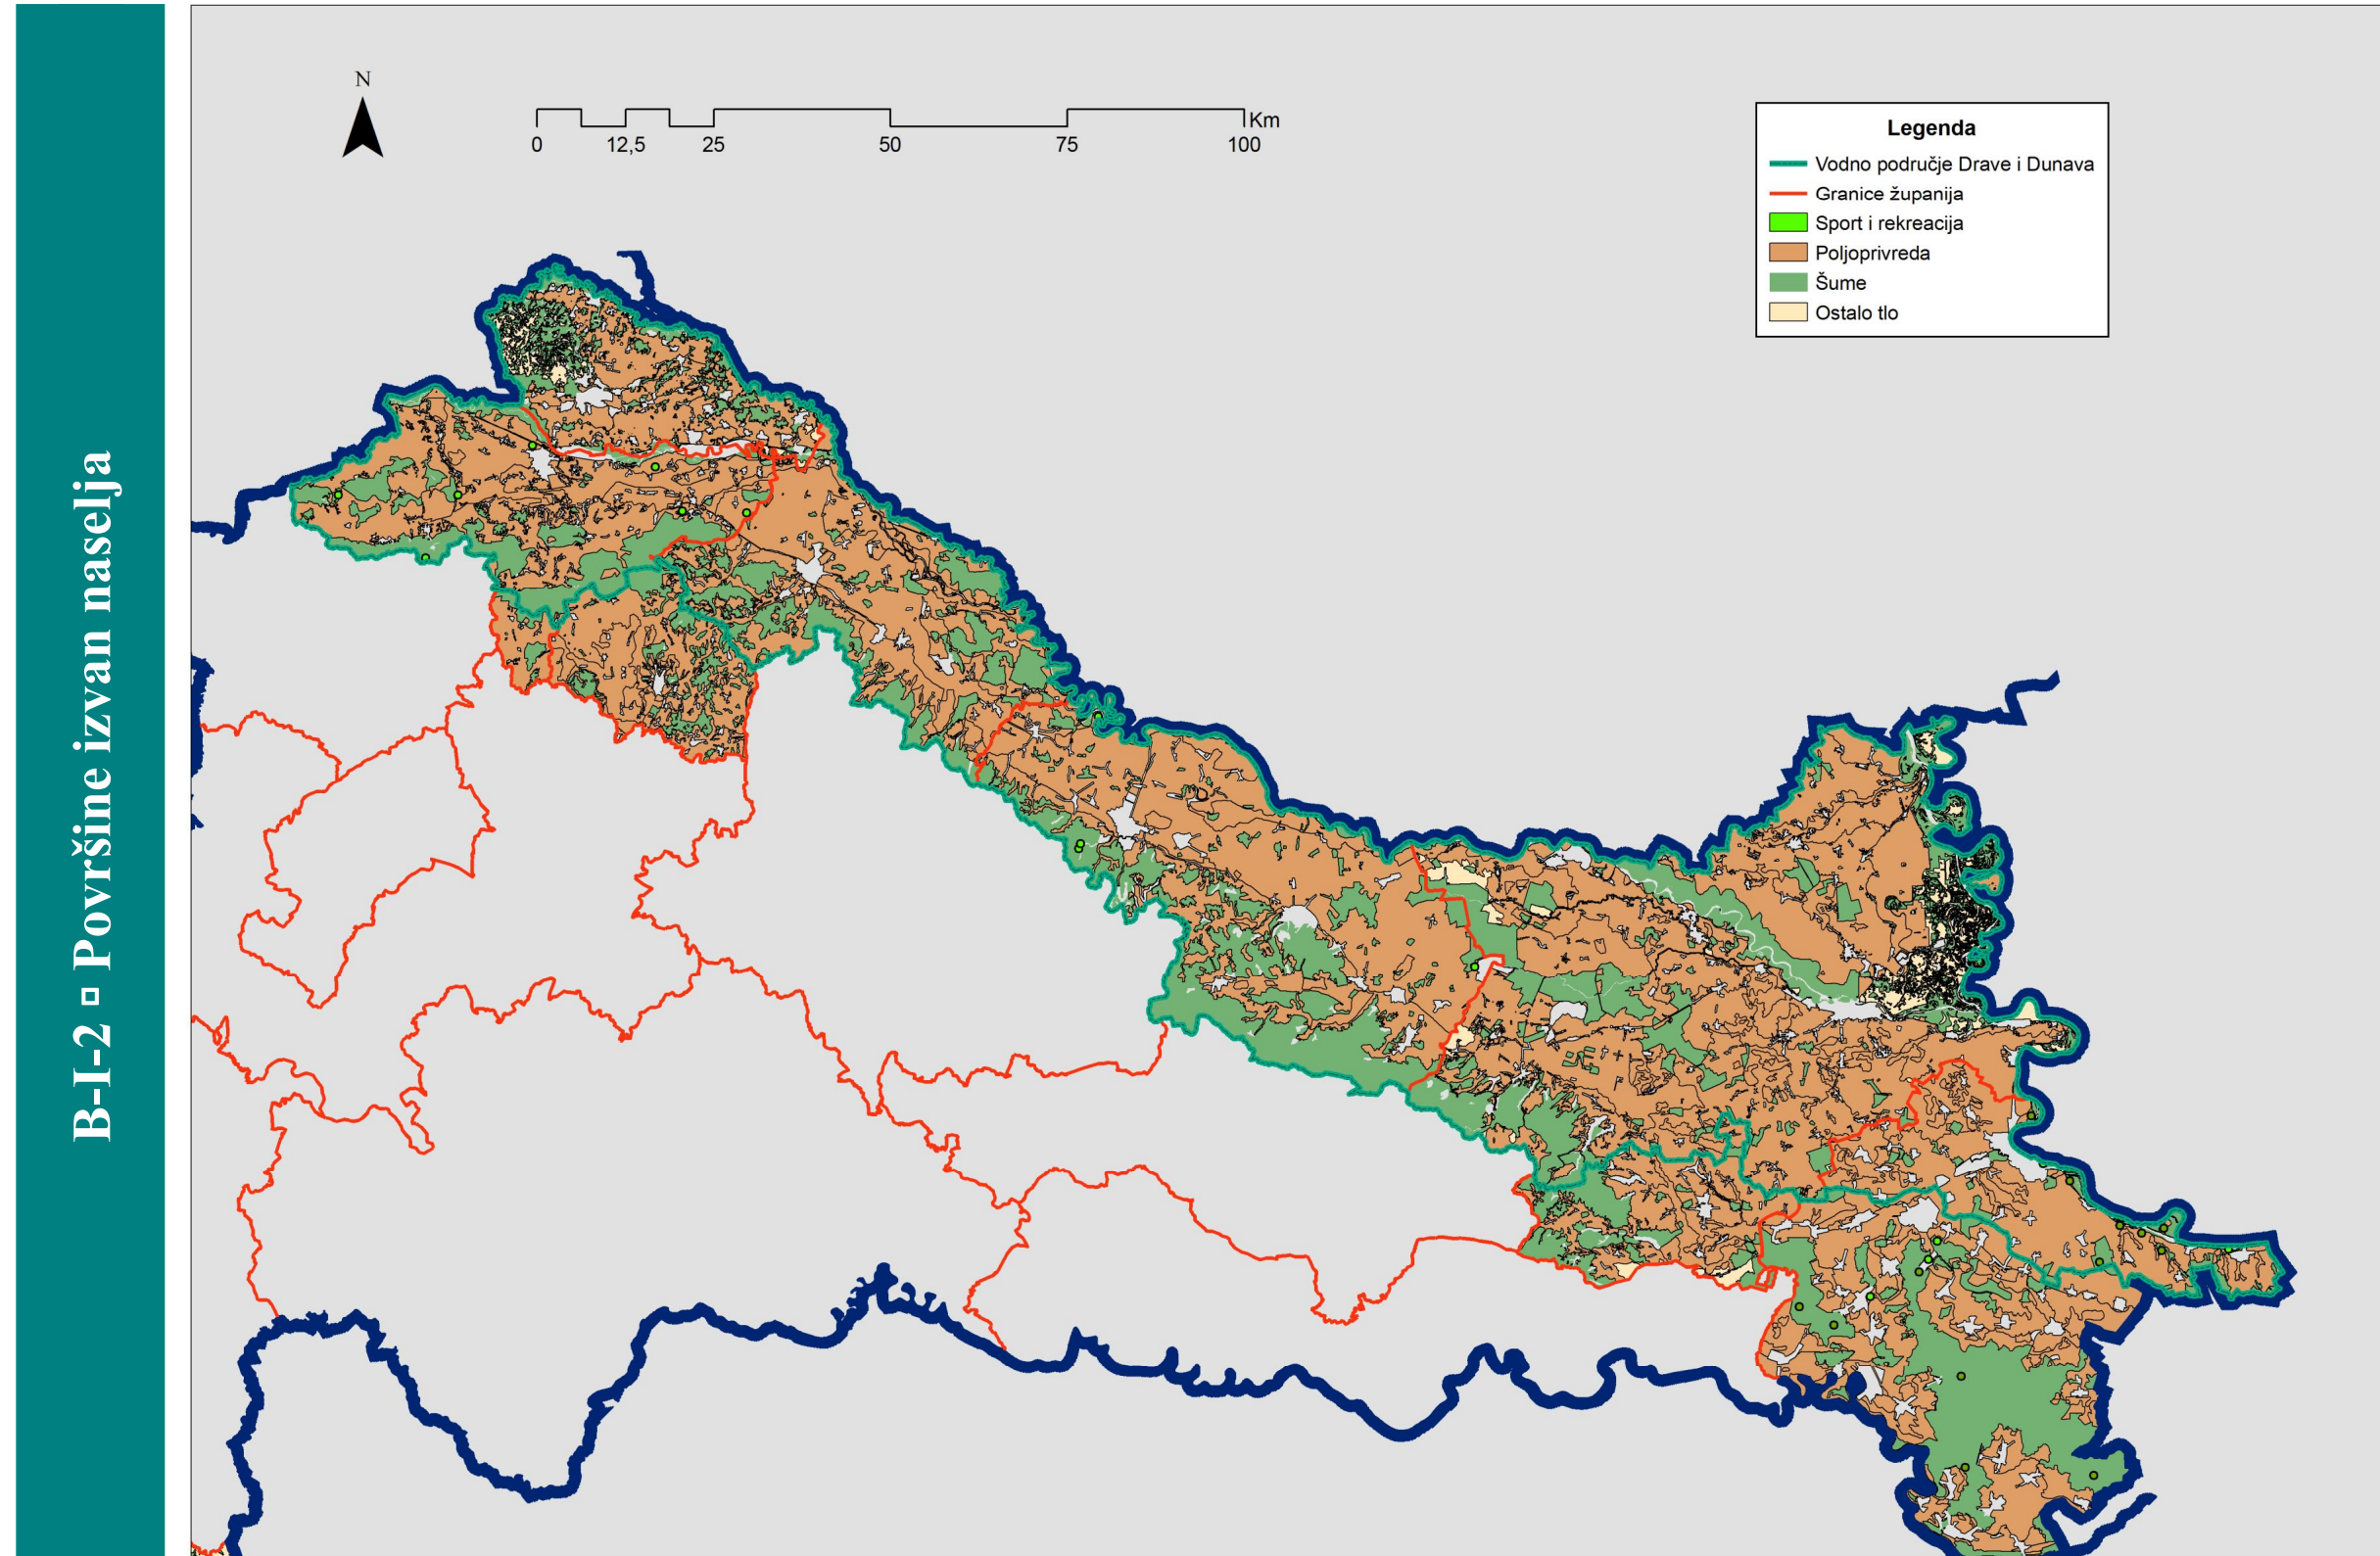 B-I-2 ▫ Površine izvan naselja
N
Km
0 12,5 25 50 75 100
Legenda
Vodno područje Drave i Dunava
Granice županija
Sport i rekreacija
Poljoprivreda
Šume
Ostalo tlo